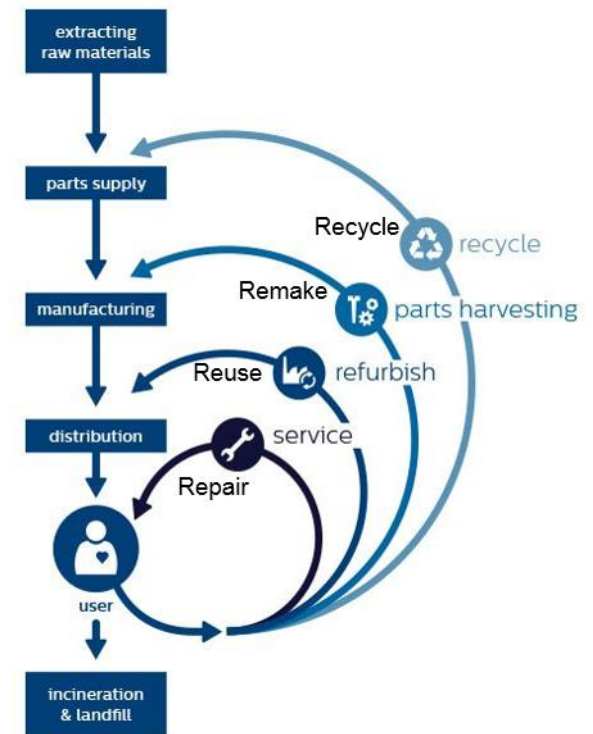 extracting
raw materials
parts supply
Recycle
recycle
Remake
parts harvesting
manufacturing
Reuse
refurbish
distribution
service
Repair
user
incineration
& landfill